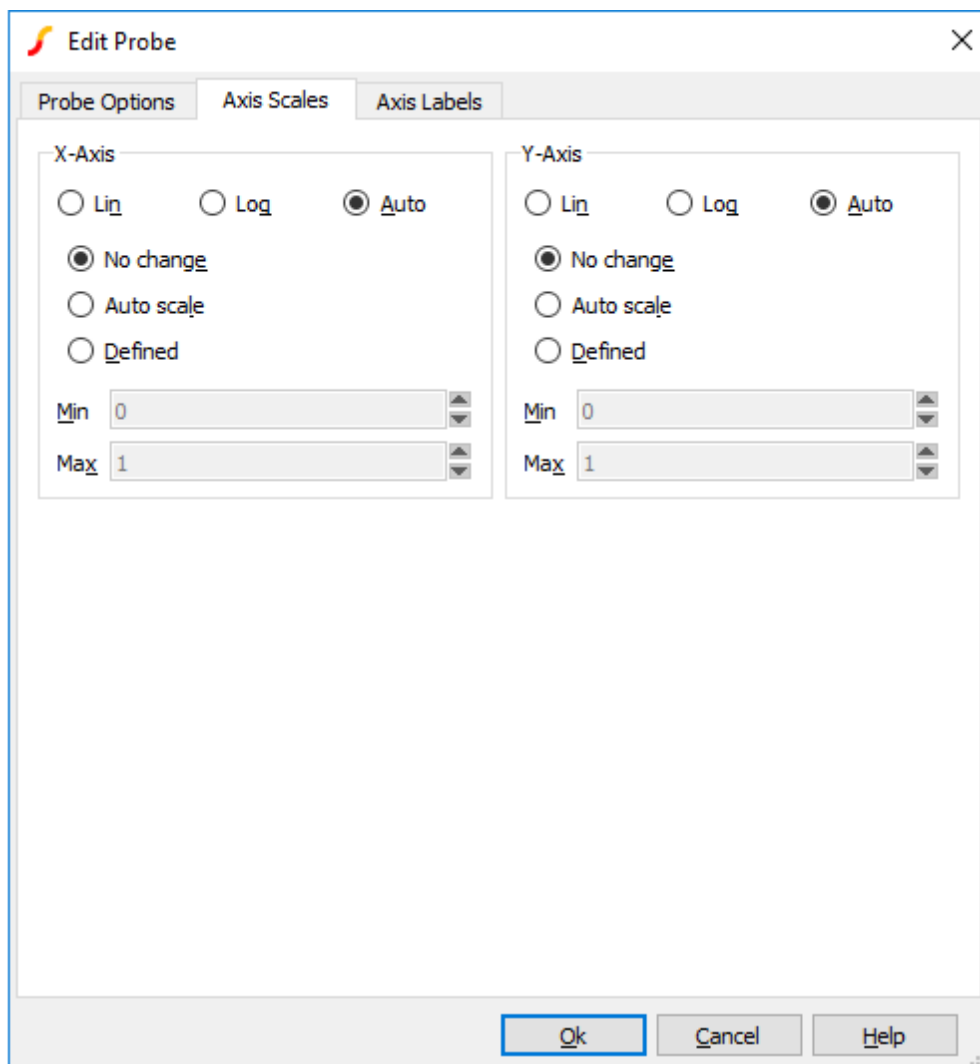 Edit Probe
Probe Options Axis Scales Axis Labels
X-Axis Y-Axis
Lin Log Auto Lin Log Auto
No change No change
Auto scale Auto scale
Defined Defined
Min 0 Min 0
Max 1 Max 1
Ok Cancel Help